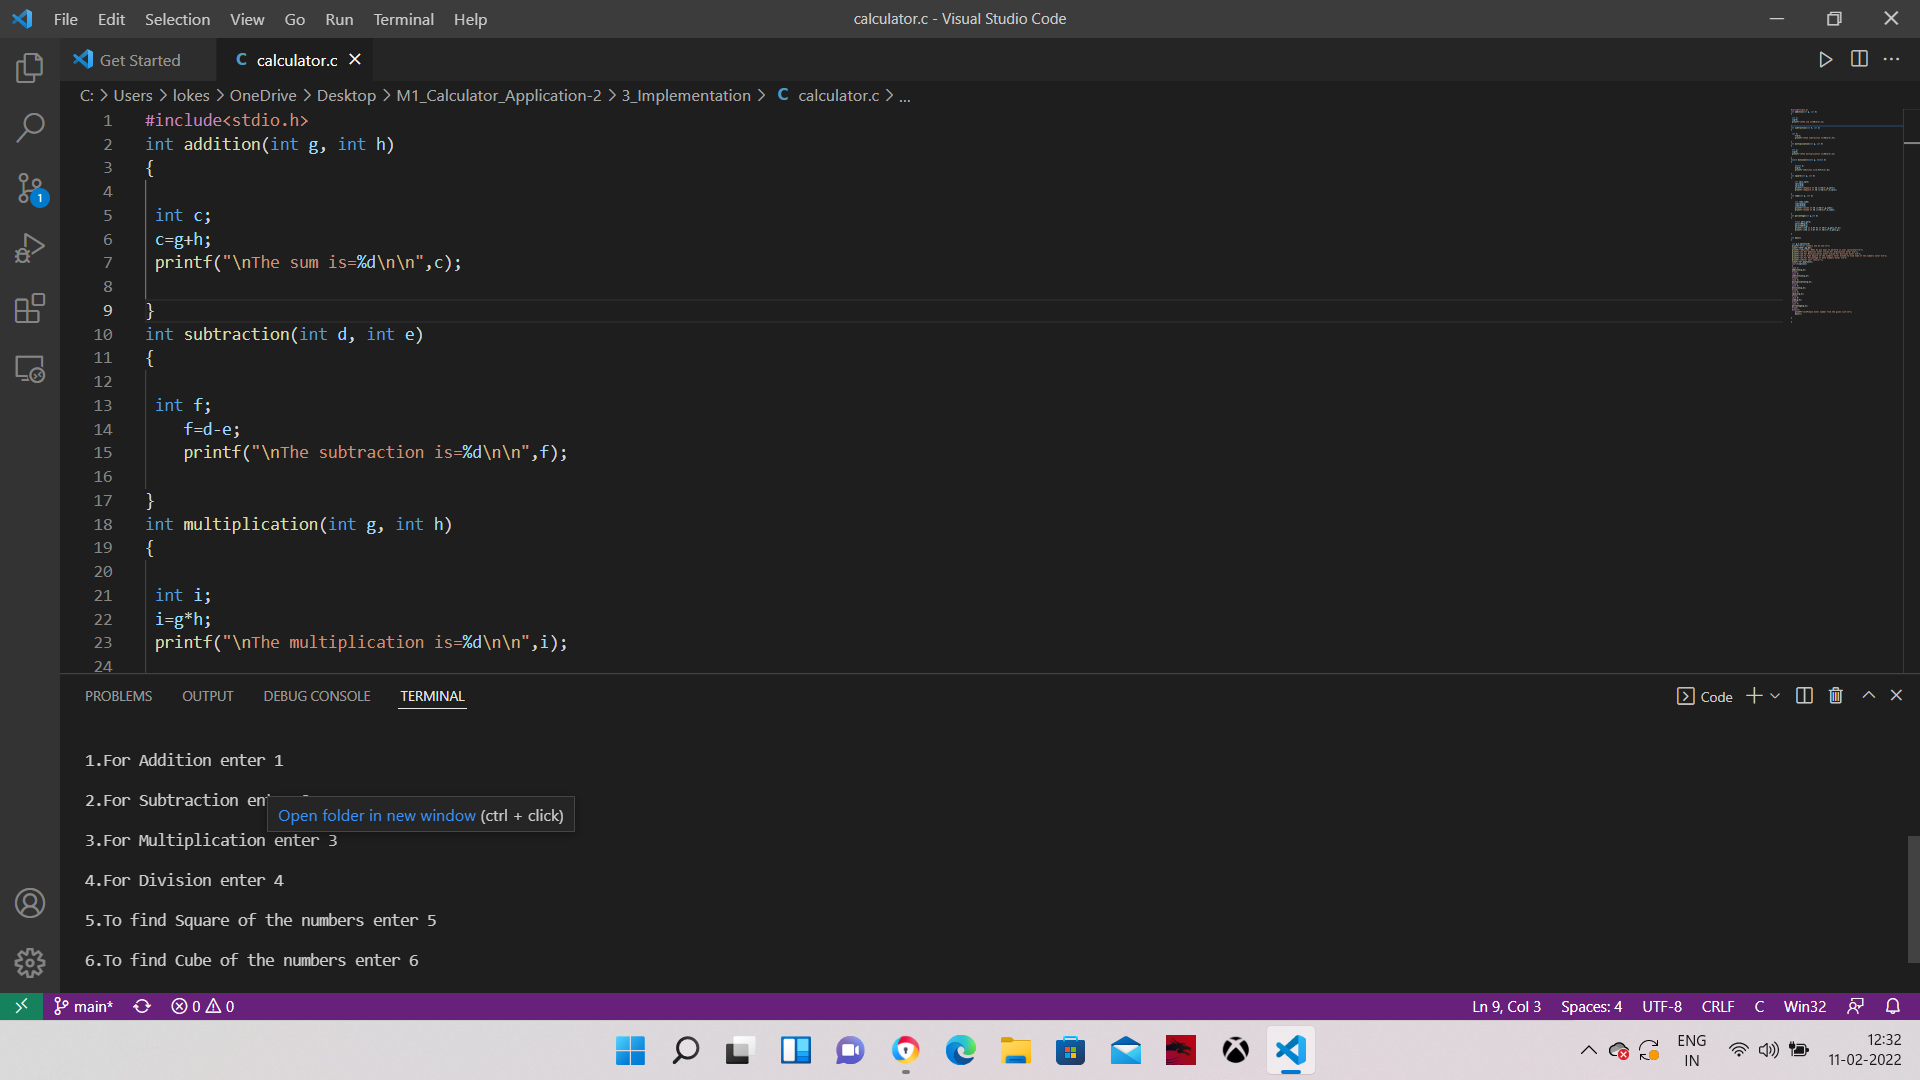 File Edit Selection View Go Run Terminal Help
calculator.c - Visual Studio Code
Get Started
calculator.c
C: > Users > lokes > OneDrive > Desktop > M1_Calculator_Application-2 > 3_Implementation > C calculator.c > ...
1 #include<stdio.h>
2 int addition(int g, int h)
3 {
4
5 int c;
6 c=g+h;
7 printf("\nThe sum is=%d\n\n",c);
8
9 }
10 int subtraction(int d, int e)
11 {
12
13 int f;
14 f=d-e;
15 printf("\nThe subtraction is=%d\n\n",f);
16
17 }
18 int multiplication(int g, int h)
19 {
20
21 int i;
22 i=g*h;
23 printf("\nThe multiplication is=%d\n\n",i);
24
PROBLEMS OUTPUT DEBUG CONSOLE TERMINAL
Code
1.For Addition enter 1
2.For Subtraction
Open folder in new window (ctrl + click)
3.For Multiplication enter 3
4.For Division enter 4
5.To find Square of the numbers enter 5
6.To find Cube of the numbers enter 6
main* 0 0
Ln 9, Col 3 Spaces: 4 UTF-8 CRLF C Win32
ENG
IN
12:32
11-02-2022
1